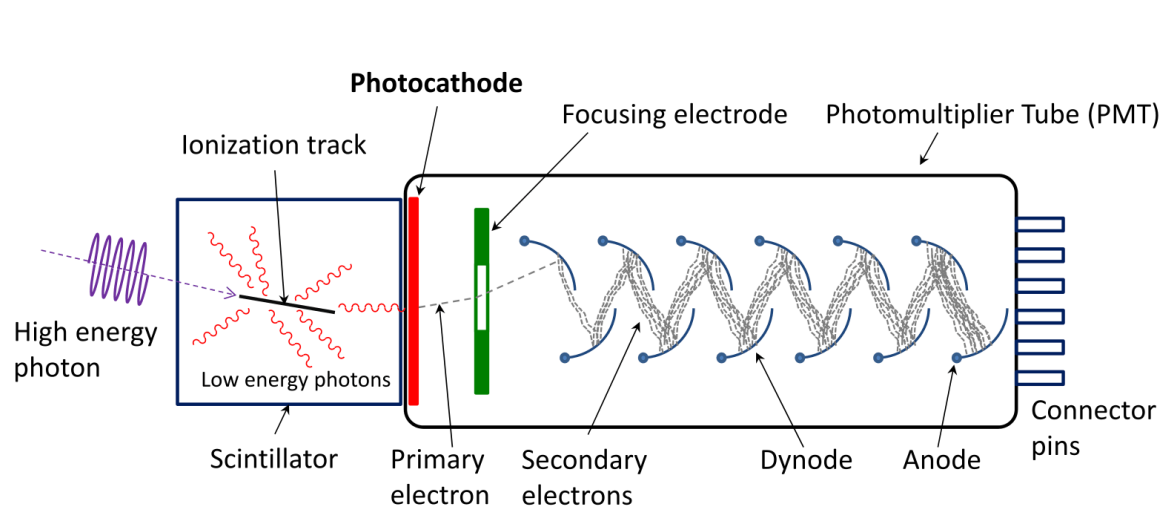 Photocathode
Focusing electrode
Photomultiplier Tube (PMT)
Ionization track
High energy
photon
Low energy photons
Scintillator
Primary
electron
Secondary
electrons
Dynode
Anode
Connector
pins